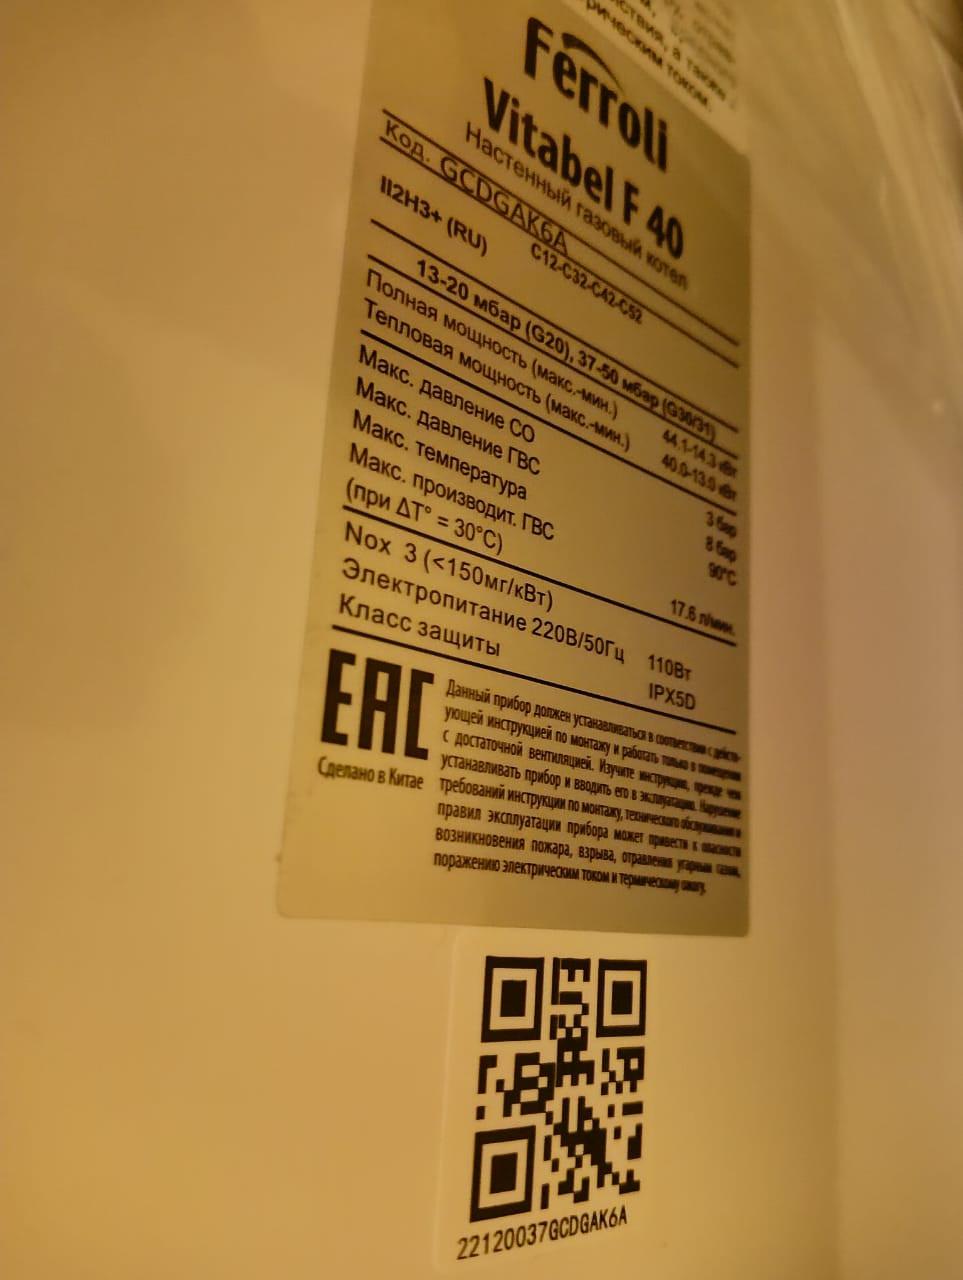 рическим током.
Ferroli
Vitabel F 40
Настенный газовый котел
Код. GCDGAK6A
II2H3+ (RU) C12-C32-C42-C52
13-20 мбар (G20), 37-50 мбар (G30/31)
Полная мощность (макс.-мин.) 44.1-14.3 кВт
Тепловая мощность (макс.-мин.) 40.0-13.0 кВт
Макс. давление СО 3 бар
Макс. давление ГВС 8 бар
Макс. температура 90°C
Макс. производит. ГВС
(при ΔT° = 30°C) 17.6 л/мин.
Nox 3 (<150мг/кВт)
Электропитание 220В/50Гц 110Вт
Класс защиты IPX5D
EAC
Сделано в Китае
Данный прибор должен устанавливаться в соответствии с действ-
ующей инструкцией по монтажу и работать только в помещении
с достаточной вентиляцией. Изучите инструкцию, прежде чем
устанавливать прибор и вводить его в эксплуатацию. Нарушение
требований инструкции по монтажу, технического обслуживания и
правил эксплуатации прибора может привести к опасности
возникновения пожара, взрыва, отравления угарным газом,
поражению электрическим током и термическому ожогу.
22120037GCDGAK6A